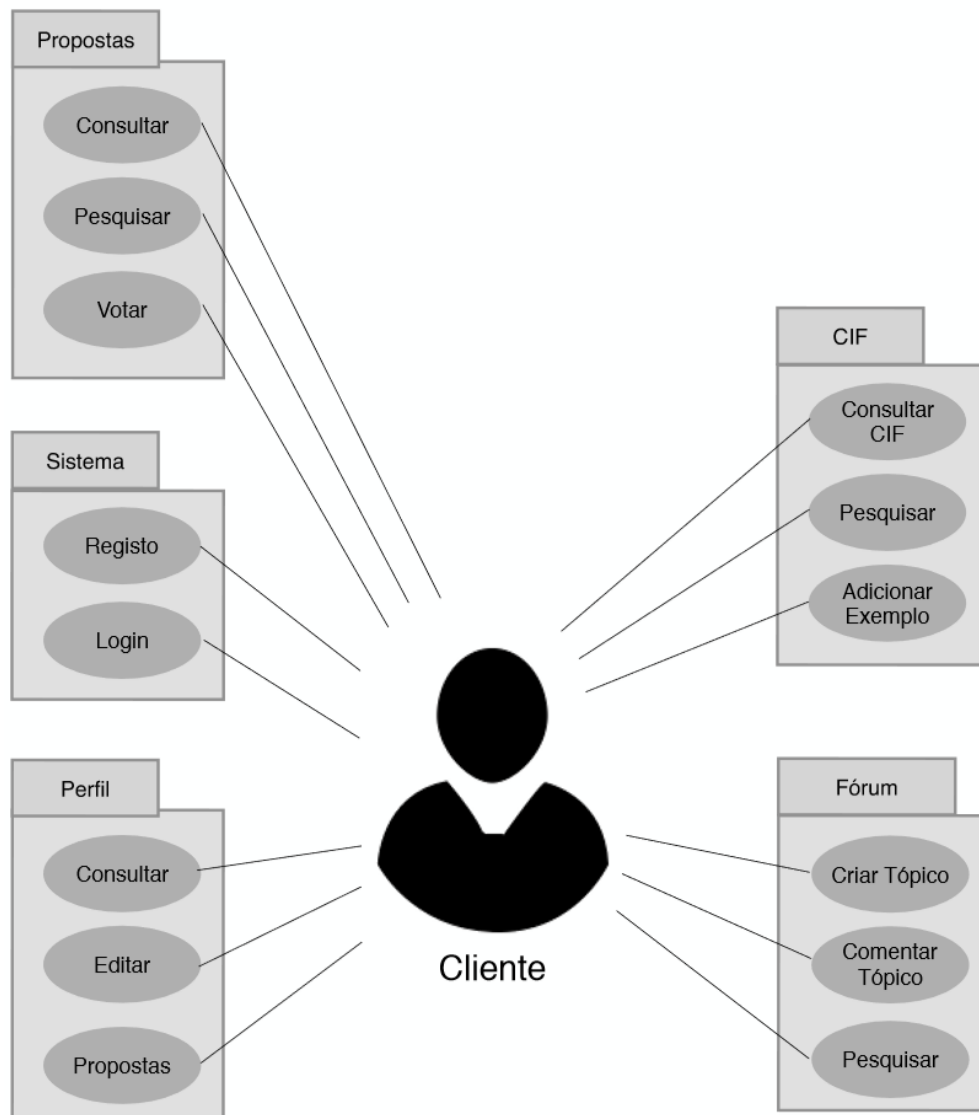 Propostas
Consultar
Pesquisar
Votar
Sistema
Registo
Login
Perfil
Consultar
Editar
Propostas
Cliente
CIF
Consultar
CIF
Pesquisar
Adicionar
Exemplo
Fórum
Criar Tópico
Comentar
Tópico
Pesquisar